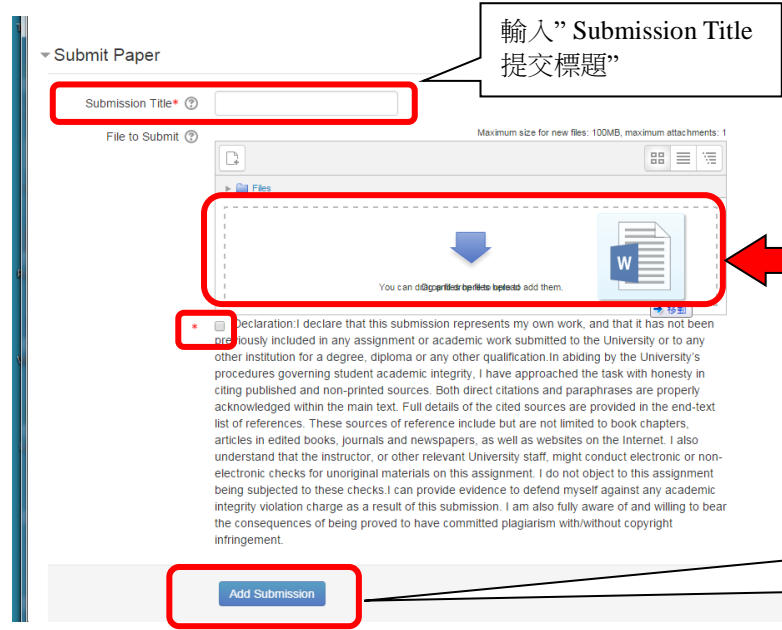 輸入” Submission Title
提交標題”
Submit Paper
Submission Title*
File to Submit
Maximum size for new files: 100MB, maximum attachments: 1
Files
W
You can drag and drop files here to add them.
移動
* Declaration:I declare that this submission represents my own work, and that it has not been
previously included in any assignment or academic work submitted to the University or to any
other institution for a degree, diploma or any other qualification.In abiding by the University’s
procedures governing student academic integrity, I have approached the task with honesty in
citing published and non-printed sources. Both direct citations and paraphrases are properly
acknowledged within the main text. Full details of the cited sources are provided in the end-text
list of references. These sources of reference include but are not limited to book chapters,
articles in edited books, journals and newspapers, as well as websites on the Internet. I also
understand that the instructor, or other relevant University staff, might conduct electronic or non-
electronic checks for unoriginal materials on this assignment. I do not object to this assignment
being subjected to these checks.I can provide evidence to defend myself against any academic
integrity violation charge as a result of this submission. I am also fully aware of and willing to bear
the consequences of being proved to have committed plagiarism with/without copyright
infringement.
Add Submission